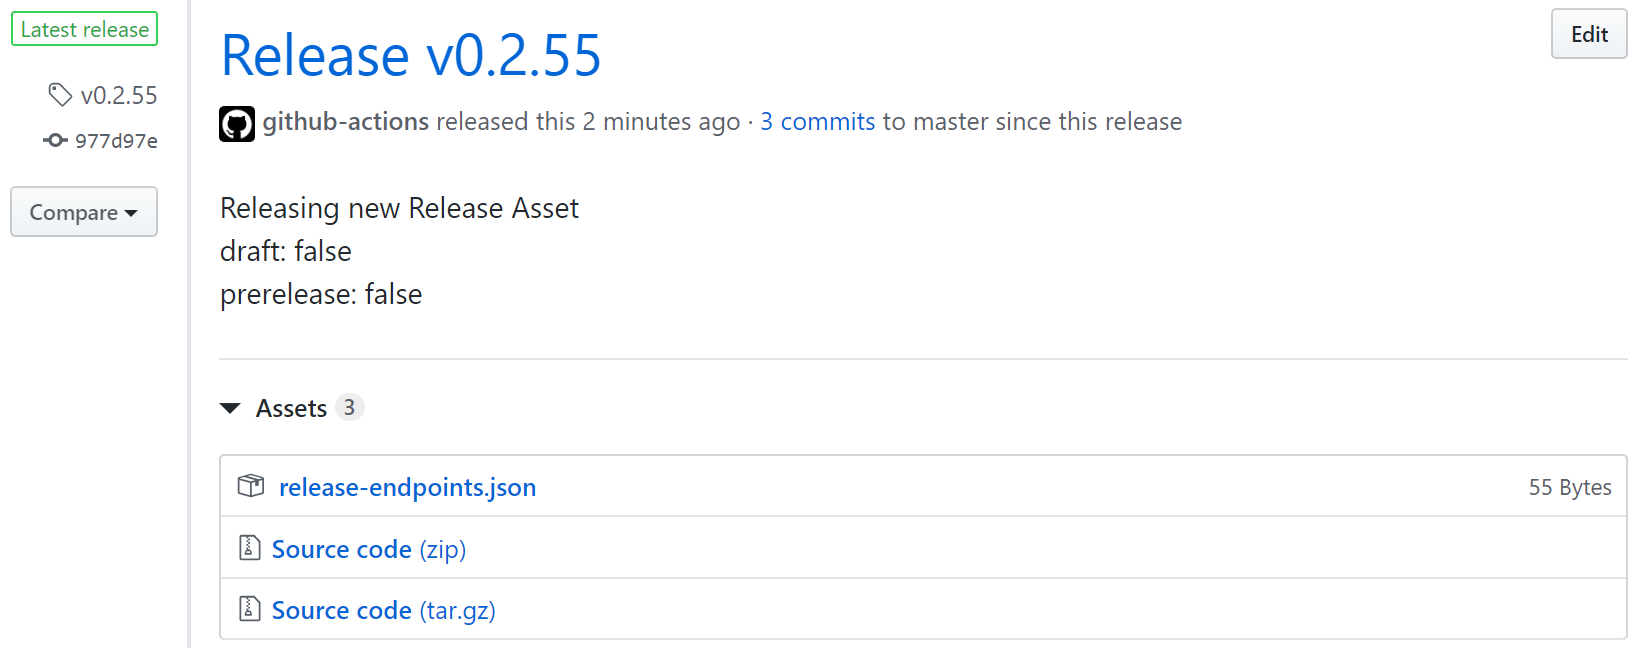 Latest release
v0.2.55
977d97e
Compare
Release v0.2.55
Edit
github-actions released this 2 minutes ago · 3 commits to master since this release
Releasing new Release Asset
draft: false
prerelease: false
Assets 3
release-endpoints.json 55 Bytes
Source code (zip)
Source code (tar.gz)